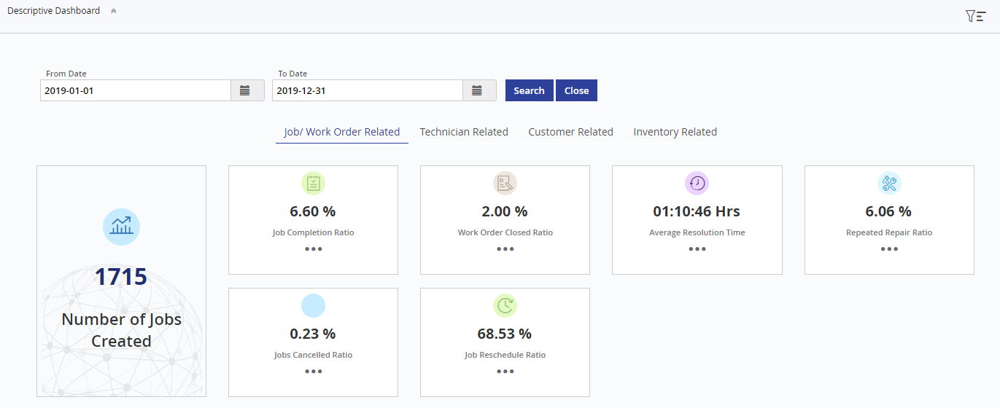 Descriptive Dashboard
From Date
To Date
2019-01-01
2019-12-31
Search
Close
Job/ Work Order Related
Technician Related
Customer Related
Inventory Related
1715
Number of Jobs
Created
6.60 %
Job Completion Ratio
2.00 %
Work Order Closed Ratio
01:10:46 Hrs
Average Resolution Time
6.06 %
Repeated Repair Ratio
0.23 %
Jobs Cancelled Ratio
68.53 %
Job Reschedule Ratio